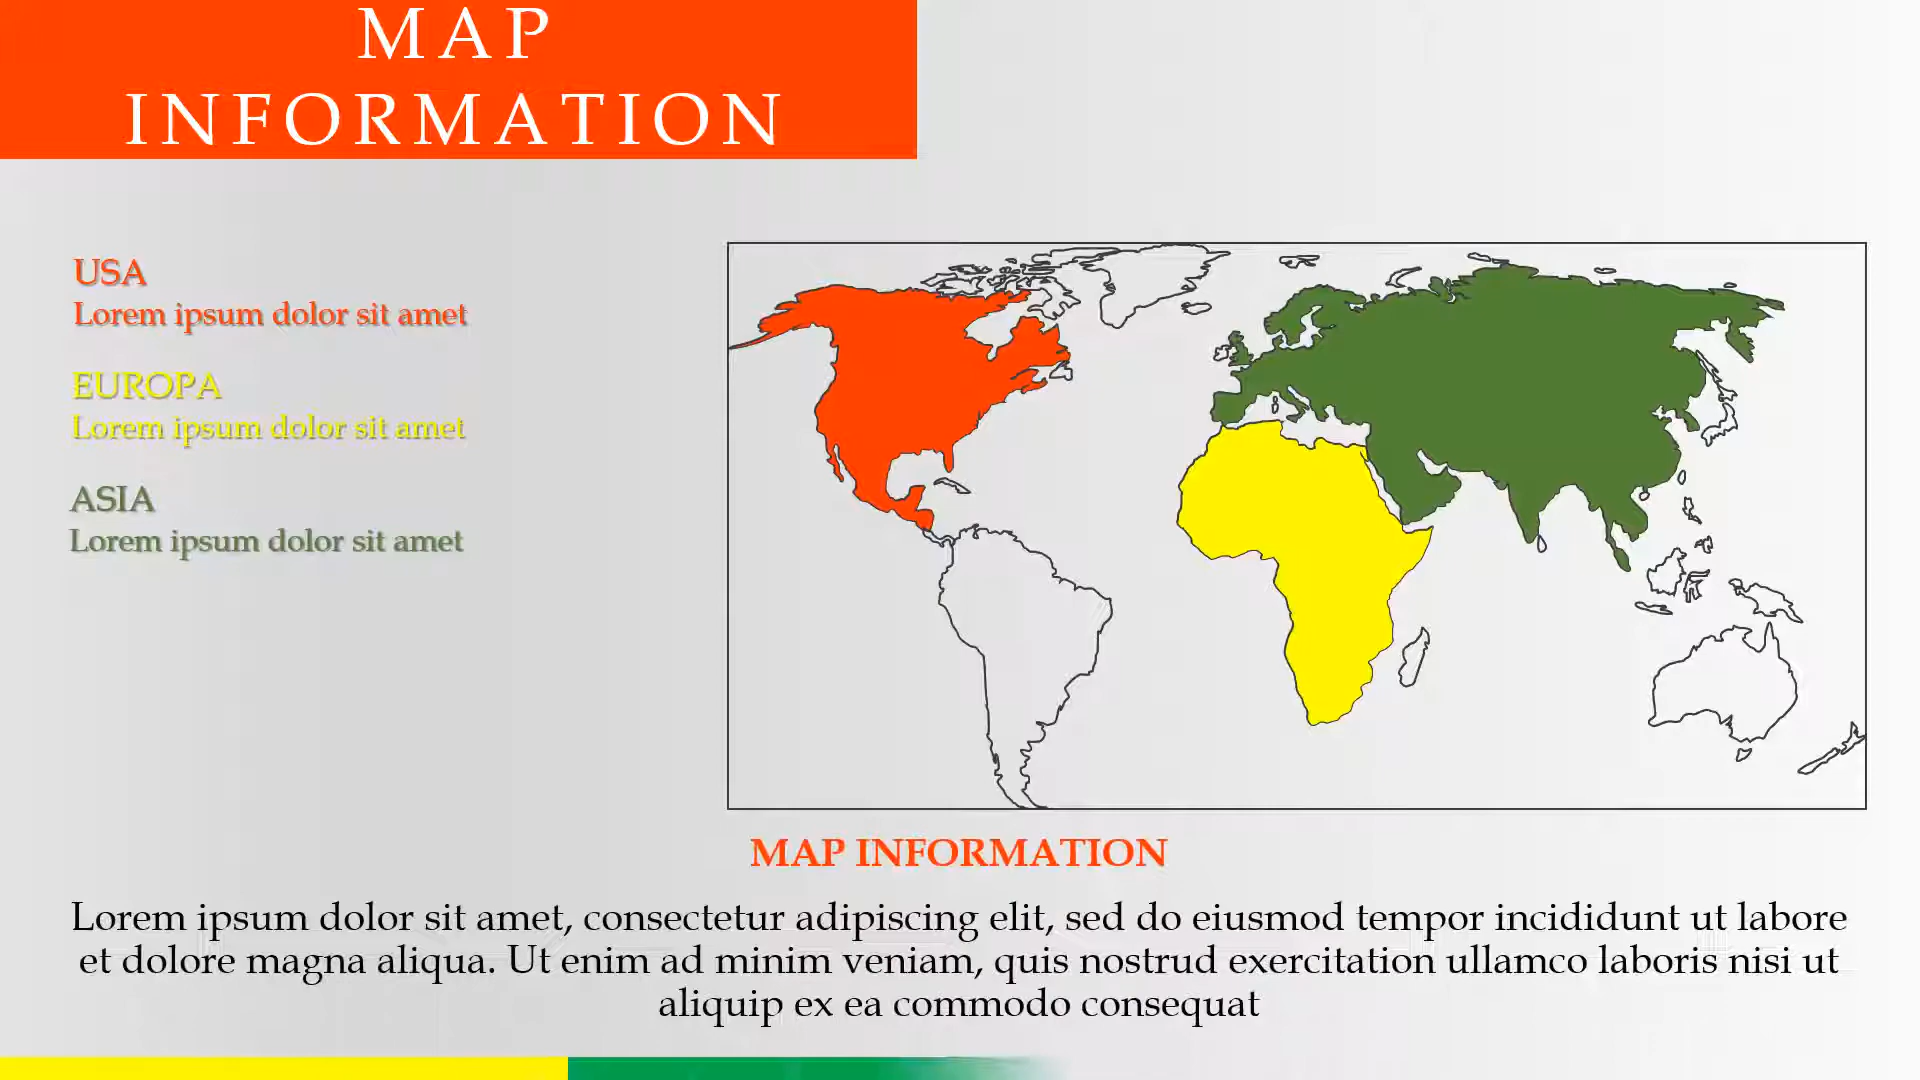 MAP
INFORMATION
USA
Lorem ipsum dolor sit amet
EUROPA
Lorem ipsum dolor sit amet
ASIA
Lorem ipsum dolor sit amet
MAP INFORMATION
Lorem ipsum dolor sit amet, consectetur adipiscing elit, sed do eiusmod tempor incididunt ut labore
et dolore magna aliqua. Ut enim ad minim veniam, quis nostrud exercitation ullamco laboris nisi ut
aliquip ex ea commodo consequat